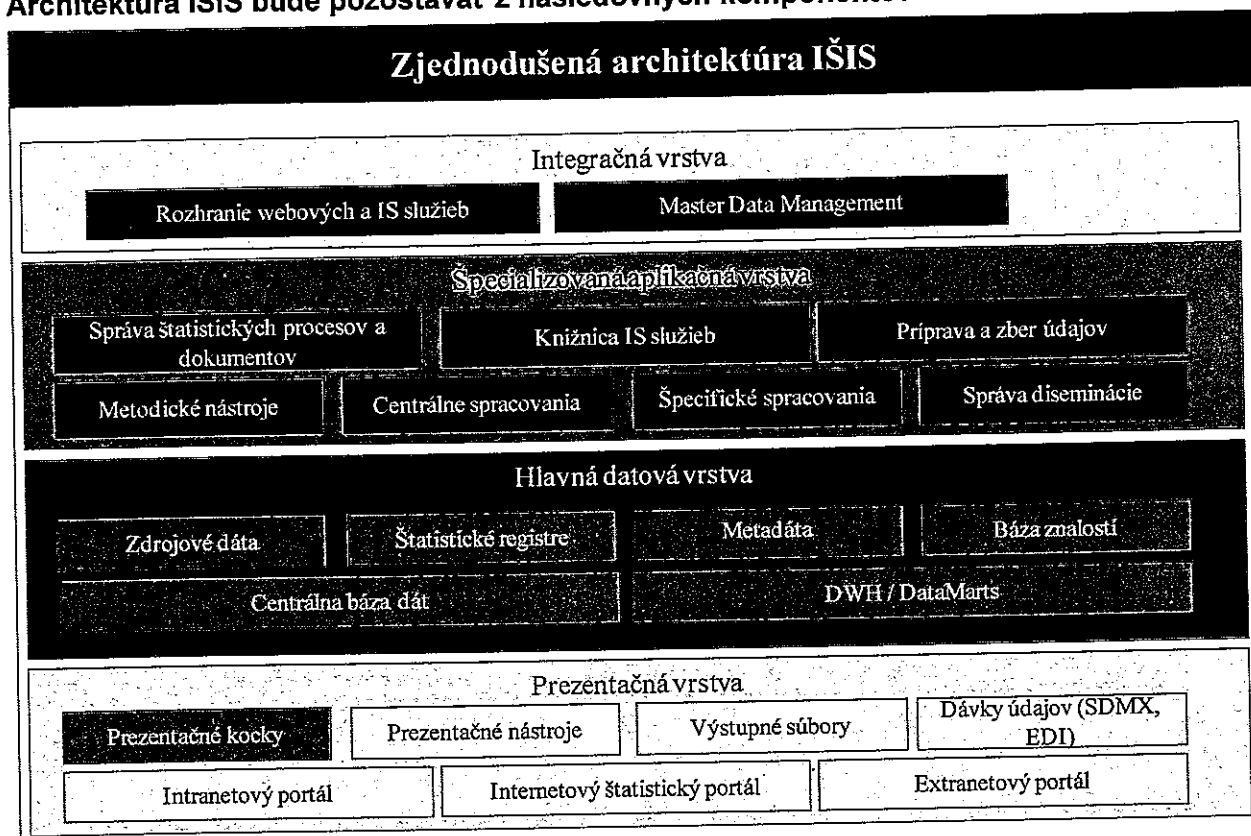 Architektúra IŠIS bude pozostávať z nasledovných komponentov
Zjednodušená architektúra IŠIS
Integračná vrstva
Rozhranie webových a IS služieb
Master Data Management
Špecializovaná aplikačná vrstva
Správa štatistických procesov a
dokumentov
Knižnica IS služieb
Príprava a zber údajov
Metodické nástroje
Centrálne spracovania
Špecifické spracovania
Správa diseminácie
Hlavná datová vrstva
Zdrojové dáta
Štatistické registre
Metadáta
Báza znalostí
Centrálna báza dát
DWH / DataMarts
Prezentačná vrstva
Prezentačné kocky
Prezentačné nástroje
Výstupné súbory
Dávky údajov (SDMX,
EDI)
Intranetový portál
Internetový štatistický portál
Extranetový portál